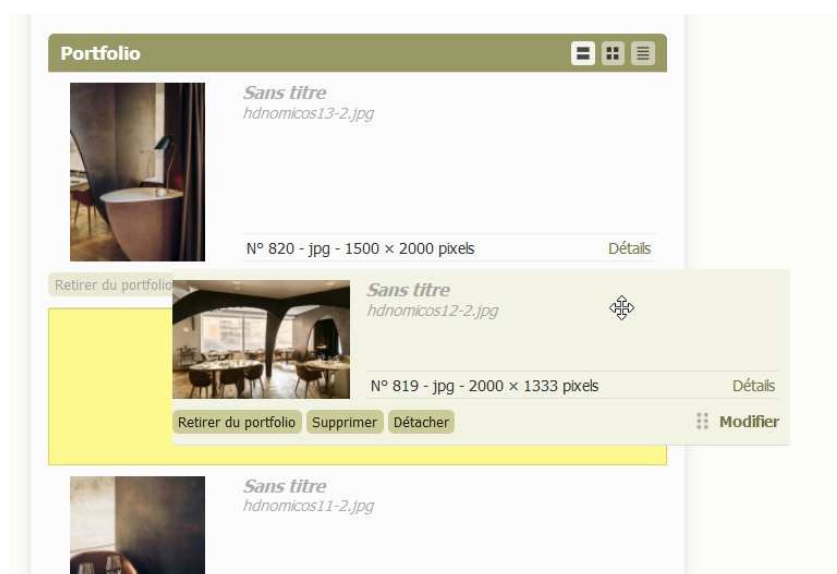 Portfolio
Sans titre
hdnomicos13-2.jpg
N° 820 - jpg - 1500 × 2000 pixels Détails
Retirer du portfolio
Sans titre
hdnomicos12-2.jpg
N° 819 - jpg - 2000 × 1333 pixels Détails
Retirer du portfolio Supprimer Détacher Modifier
Sans titre
hdnomicos11-2.jpg